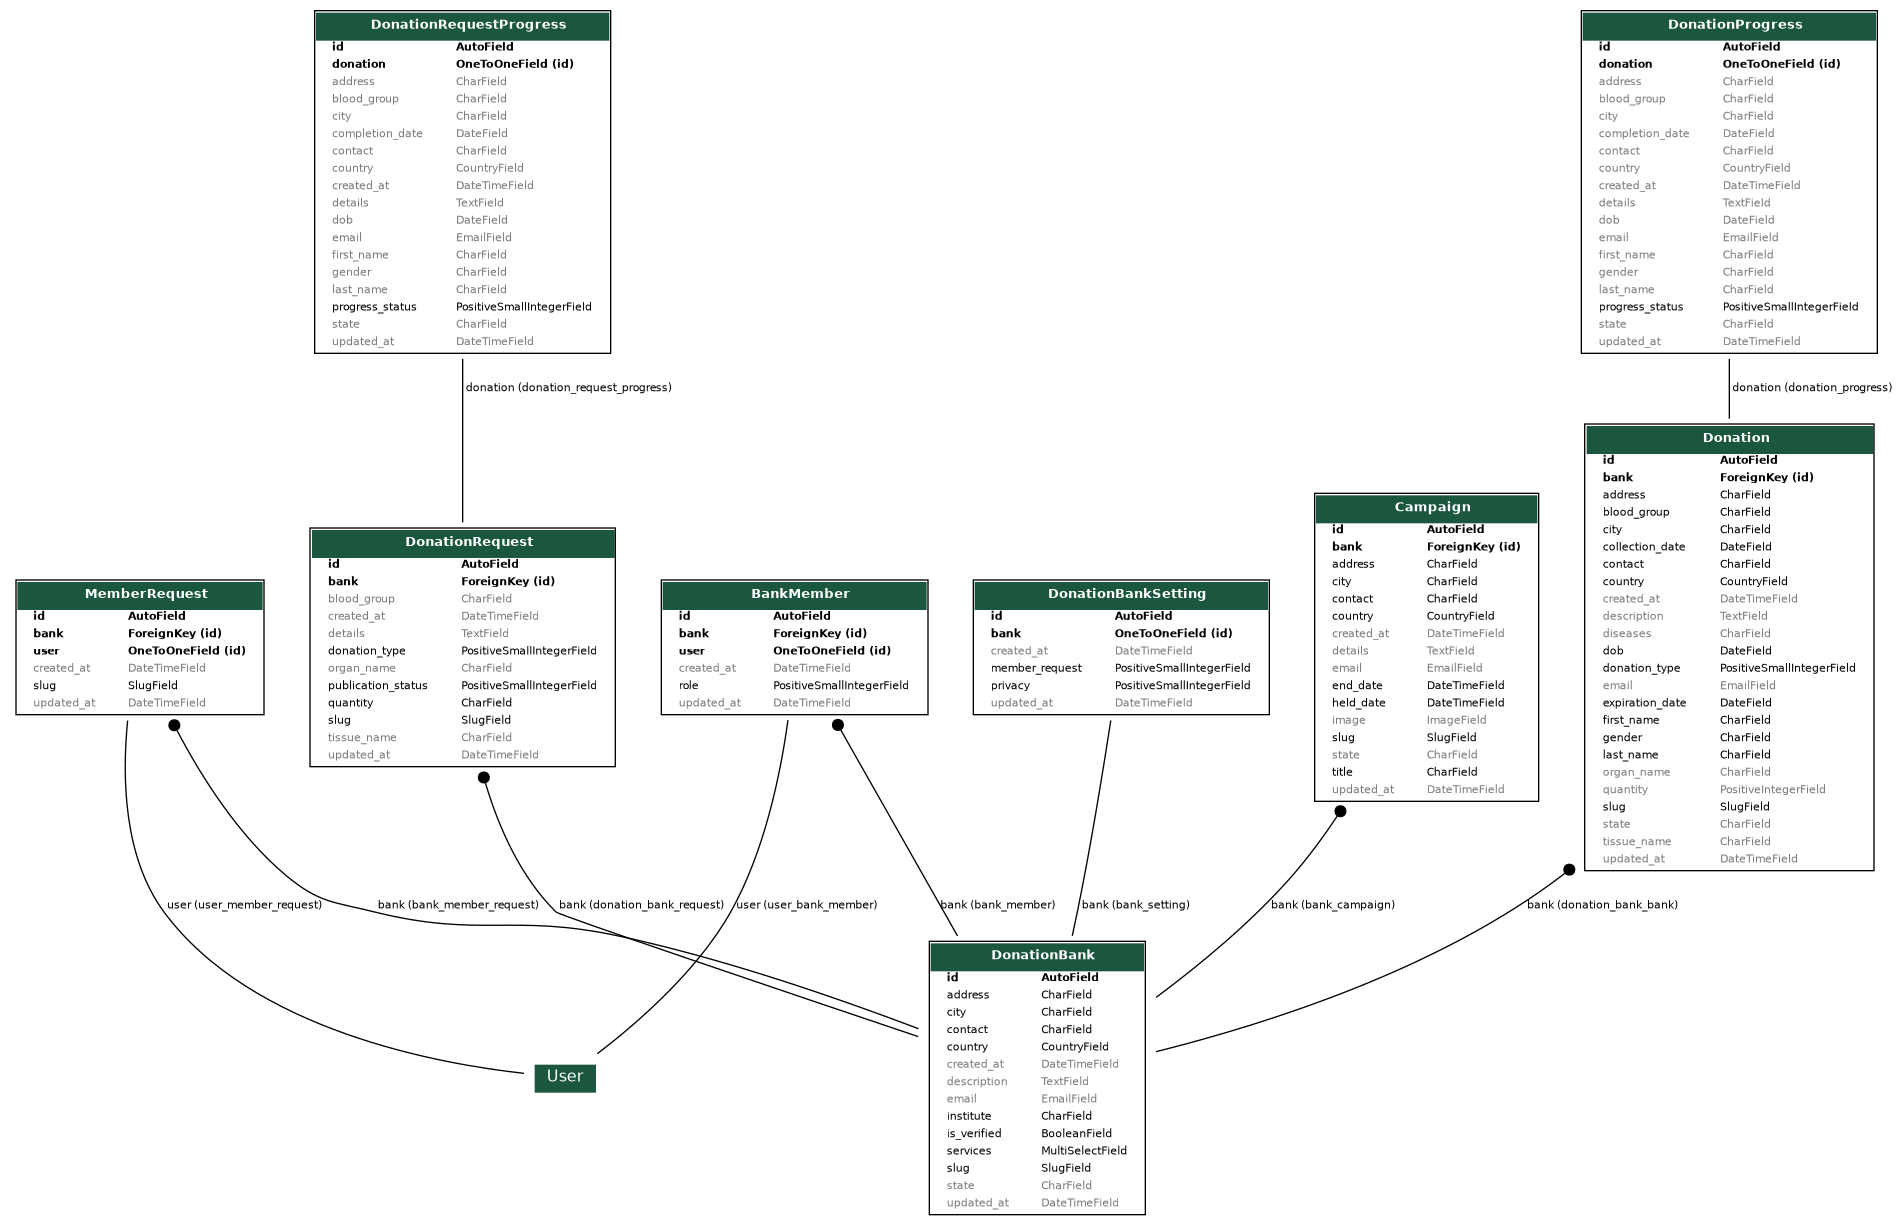 DonationRequestProgress
id AutoField
donation OneToOneField (id)
address CharField
blood_group CharField
city CharField
completion_date DateField
contact CharField
country CountryField
created_at DateTimeField
details TextField
dob DateField
email EmailField
first_name CharField
gender CharField
last_name CharField
progress_status PositiveSmallIntegerField
state CharField
updated_at DateTimeField
DonationProgress
id AutoField
donation OneToOneField (id)
address CharField
blood_group CharField
city CharField
completion_date DateField
contact CharField
country CountryField
created_at DateTimeField
details TextField
dob DateField
email EmailField
first_name CharField
gender CharField
last_name CharField
progress_status PositiveSmallIntegerField
state CharField
updated_at DateTimeField
donation (donation_request_progress)
donation (donation_progress)
MemberRequest
id AutoField
bank ForeignKey (id)
user OneToOneField (id)
created_at DateTimeField
slug SlugField
updated_at DateTimeField
DonationRequest
id AutoField
bank ForeignKey (id)
blood_group CharField
created_at DateTimeField
details TextField
donation_type PositiveSmallIntegerField
organ_name CharField
publication_status PositiveSmallIntegerField
quantity CharField
slug SlugField
tissue_name CharField
updated_at DateTimeField
BankMember
id AutoField
bank ForeignKey (id)
user OneToOneField (id)
created_at DateTimeField
role PositiveSmallIntegerField
updated_at DateTimeField
DonationBankSetting
id AutoField
bank OneToOneField (id)
created_at DateTimeField
member_request PositiveSmallIntegerField
privacy PositiveSmallIntegerField
updated_at DateTimeField
Campaign
id AutoField
bank ForeignKey (id)
address CharField
city CharField
contact CharField
country CountryField
created_at DateTimeField
details TextField
email EmailField
end_date DateTimeField
held_date DateTimeField
image ImageField
slug SlugField
state CharField
title CharField
updated_at DateTimeField
Donation
id AutoField
bank ForeignKey (id)
address CharField
blood_group CharField
city CharField
collection_date DateField
contact CharField
country CountryField
created_at DateTimeField
description TextField
diseases CharField
dob DateField
donation_type PositiveSmallIntegerField
email EmailField
expiration_date DateField
first_name CharField
gender CharField
last_name CharField
organ_name CharField
quantity PositiveIntegerField
slug SlugField
state CharField
tissue_name CharField
updated_at DateTimeField
user (user_member_request)
bank (bank_member_request)
bank (donation_bank_request)
user (user_bank_member)
bank (bank_member)
bank (bank_setting)
bank (bank_campaign)
bank (donation_bank_bank)
User
DonationBank
id AutoField
address CharField
city CharField
contact CharField
country CountryField
created_at DateTimeField
description TextField
email EmailField
institute CharField
is_verified BooleanField
services MultiSelectField
slug SlugField
state CharField
updated_at DateTimeField